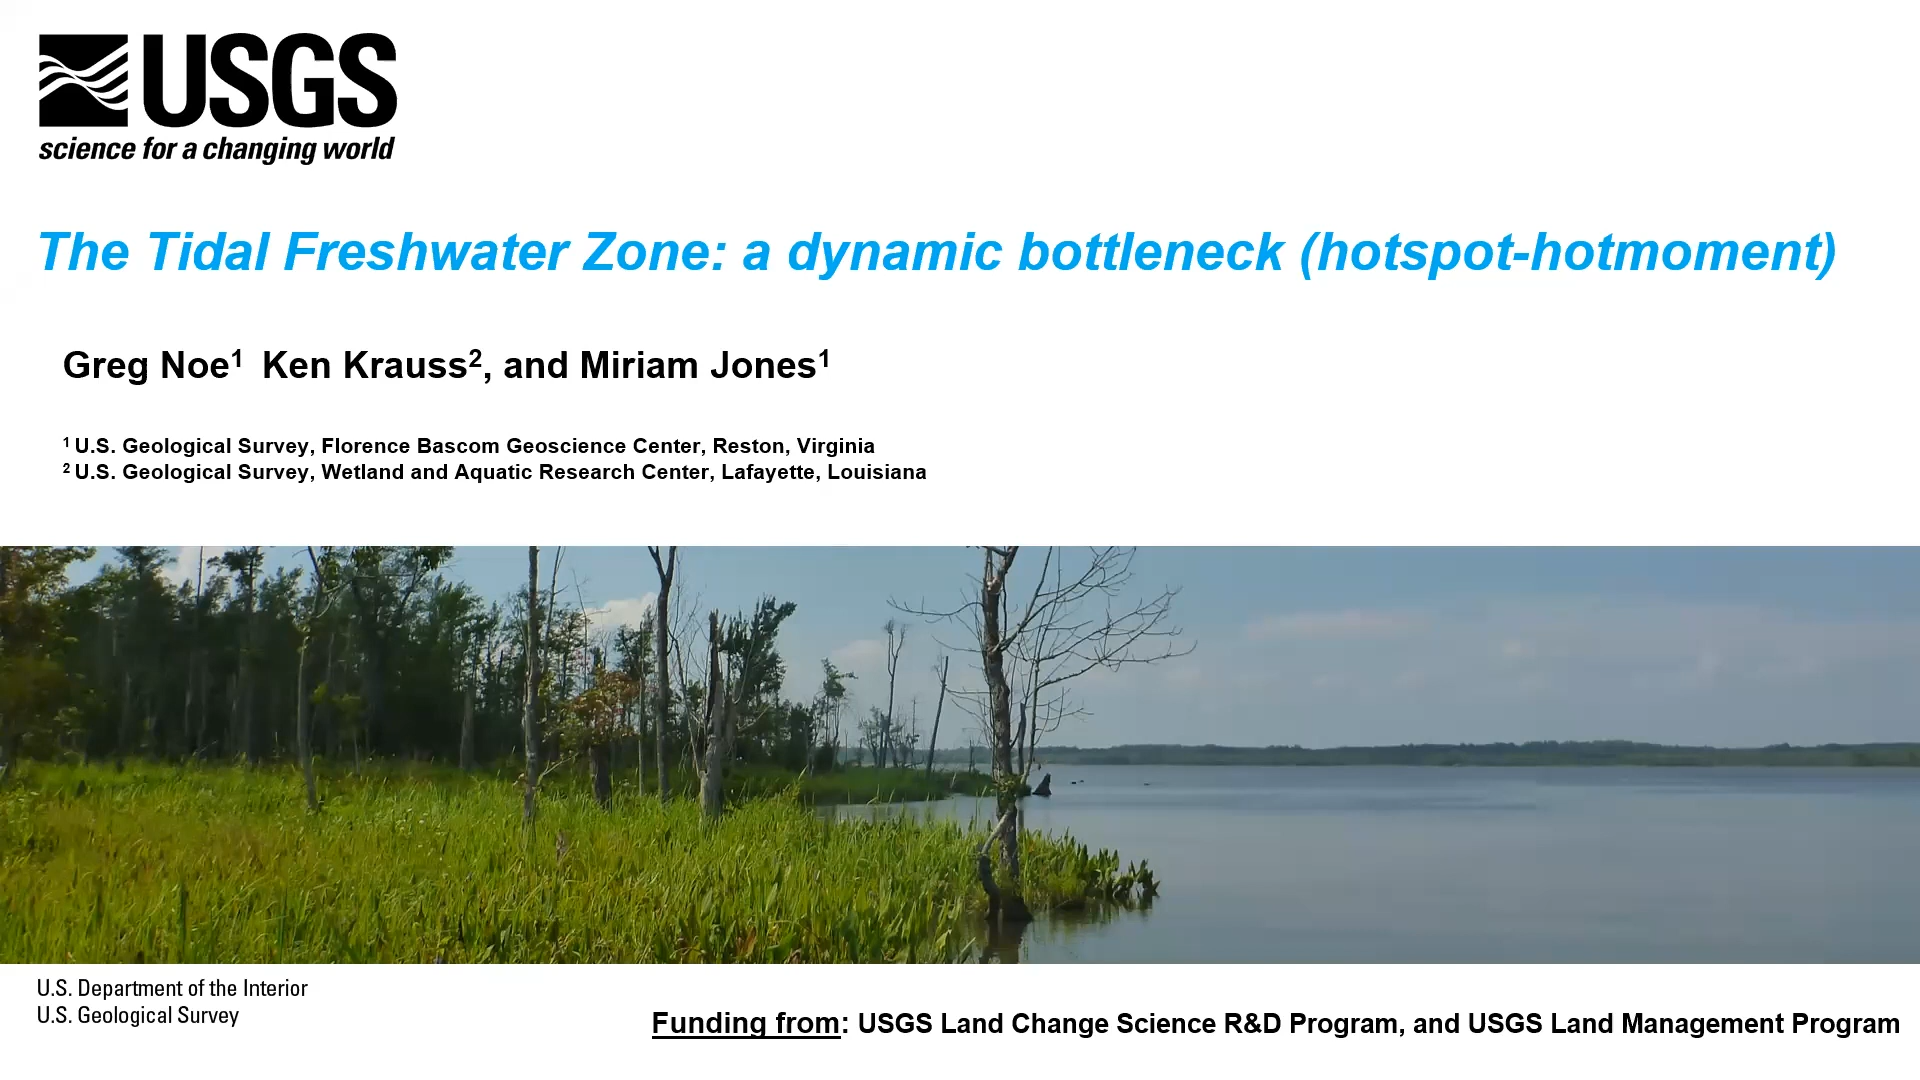 USGS
science for a changing world
The Tidal Freshwater Zone: a dynamic bottleneck (hotspot-hotmoment)
Greg Noe1 Ken Krauss2, and Miriam Jones1
1 U.S. Geological Survey, Florence Bascom Geoscience Center, Reston, Virginia
2 U.S. Geological Survey, Wetland and Aquatic Research Center, Lafayette, Louisiana
U.S. Department of the Interior
U.S. Geological Survey
Funding from: USGS Land Change Science R&D Program, and USGS Land Management Program